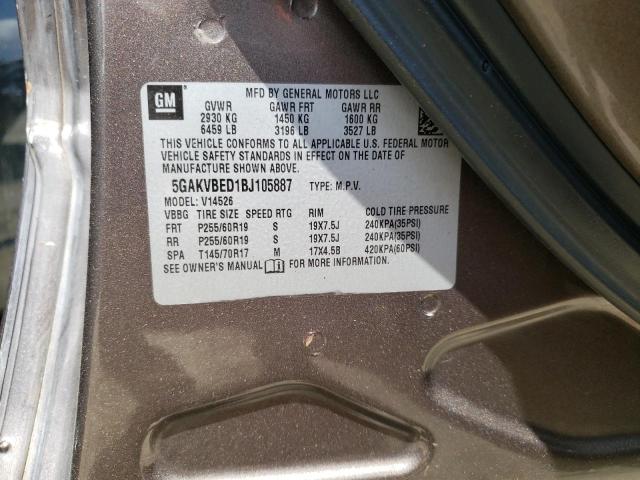 GM
MFD BY GENERAL MOTORS LLC
GVWR GAWR FRT GAWR RR
2930 KG 1450 KG 1600 KG
6459 LB 3196 LB 3527 LB
THIS VEHICLE CONFORMS TO ALL APPLICABLE U.S. FEDERAL MOTOR
VEHICLE SAFETY STANDARDS IN EFFECT ON THE DATE OF
MANUFACTURE SHOWN ABOVE.
5GAKVBED1BJ105887 TYPE: M.P.V.
MODEL: V14526
VBBG TIRE SIZE SPEED RTG RIM COLD TIRE PRESSURE
FRT P255/60R19 S 19X7.5J 240KPA(35PSI)
RR P255/60R19 S 19X7.5J 240KPA(35PSI)
SPA T145/70R17 M 17X4.5B 420KPA(60PSI)
SEE OWNER'S MANUAL FOR MORE INFORMATION.